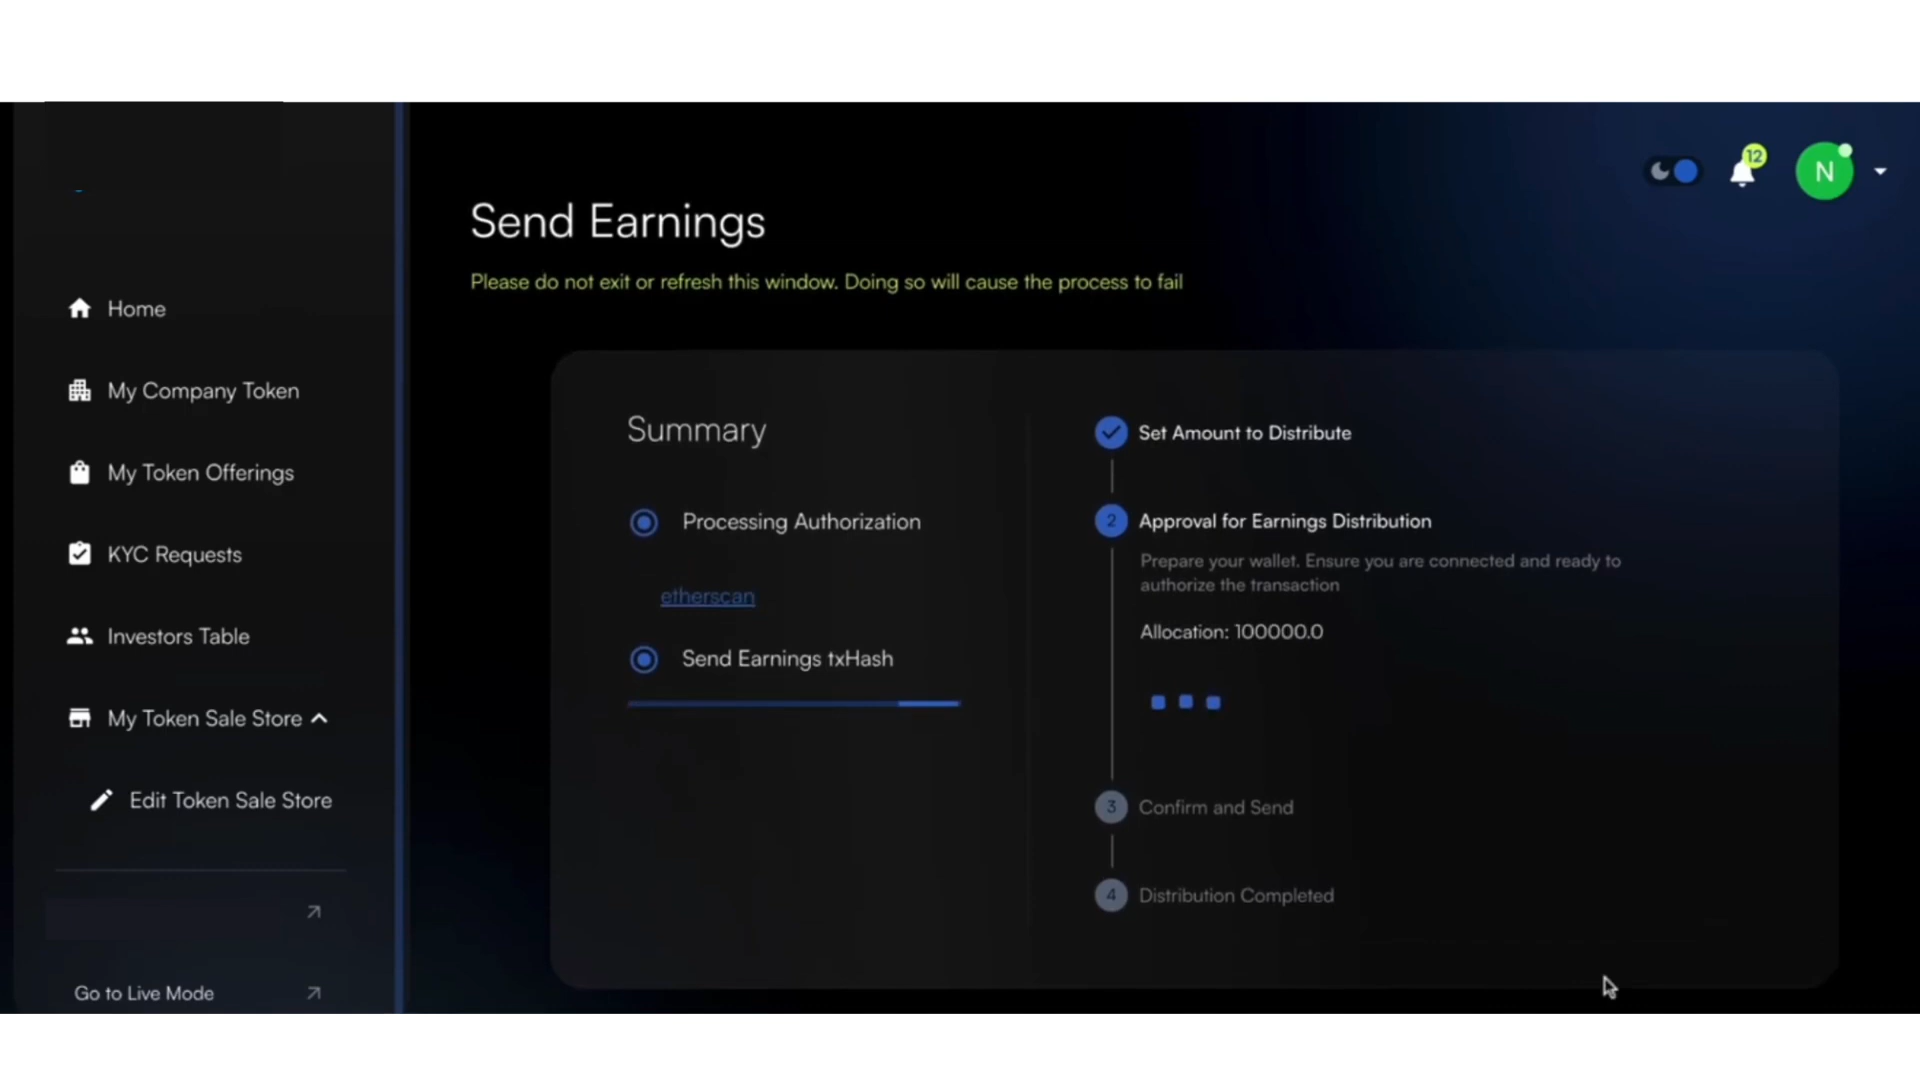 12
N
Send Earnings
Please do not exit or refresh this window. Doing so will cause the process to fail
Home
My Company Token
My Token Offerings
KYC Requests
Investors Table
My Token Sale Store
Edit Token Sale Store
Go to Live Mode
Summary
Processing Authorization
etherscan
Send Earnings txHash
Set Amount to Distribute
2
Approval for Earnings Distribution
Prepare your wallet. Ensure you are connected and ready to
authorize the transaction
Allocation: 100000.0
3
Confirm and Send
4
Distribution Completed